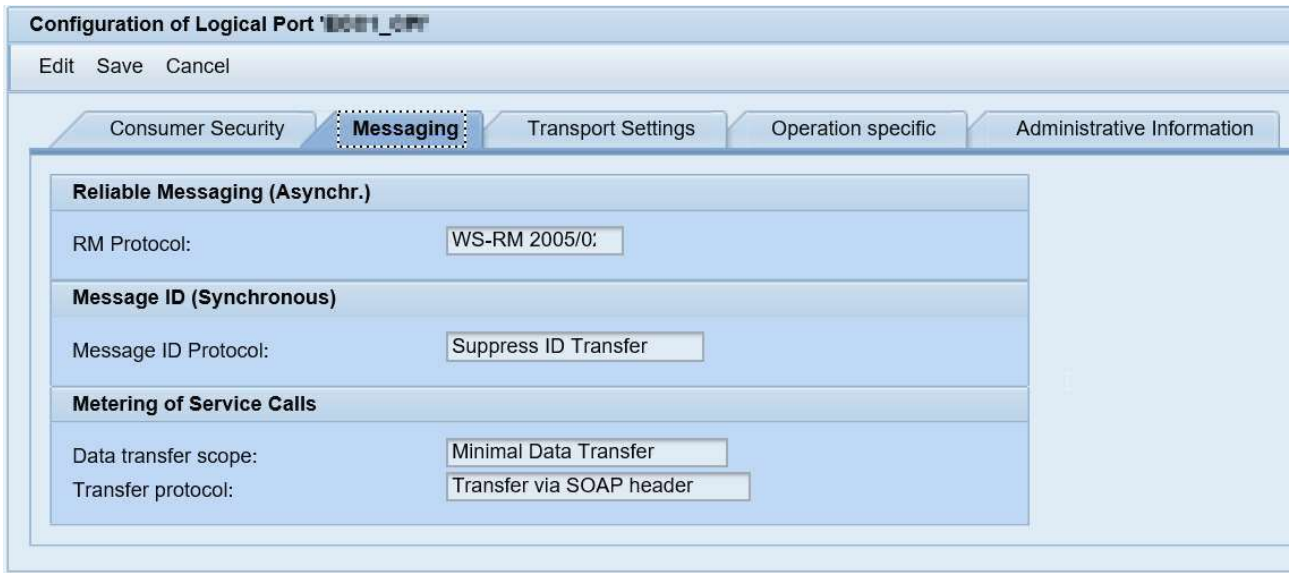 Configuration of Logical Port '
Edit Save Cancel
Consumer Security Messaging Transport Settings Operation specific Administrative Information
Reliable Messaging (Asynchr.)
RM Protocol: WS-RM 2005/0
Message ID (Synchronous)
Message ID Protocol: Suppress ID Transfer
Metering of Service Calls
Data transfer scope: Minimal Data Transfer
Transfer protocol: Transfer via SOAP header